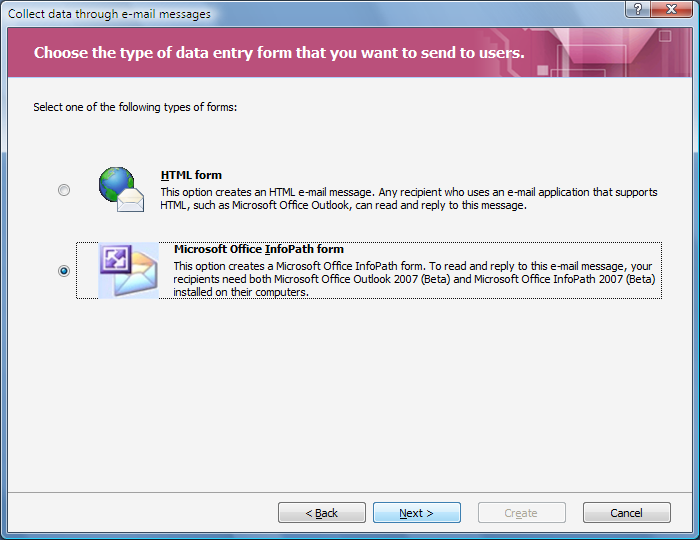 Collect data through e-mail messages
?
Choose the type of data entry form that you want to send to users.
Select one of the following types of forms:
HTML form
This option creates an HTML e-mail message. Any recipient who uses an e-mail application that supports
HTML, such as Microsoft Office Outlook, can read and reply to this message.
Microsoft Office InfoPath form
This option creates a Microsoft Office InfoPath form. To read and reply to this e-mail message, your
recipients need both Microsoft Office Outlook 2007 (Beta) and Microsoft Office InfoPath 2007 (Beta)
installed on their computers.
< Back
Next >
Create
Cancel